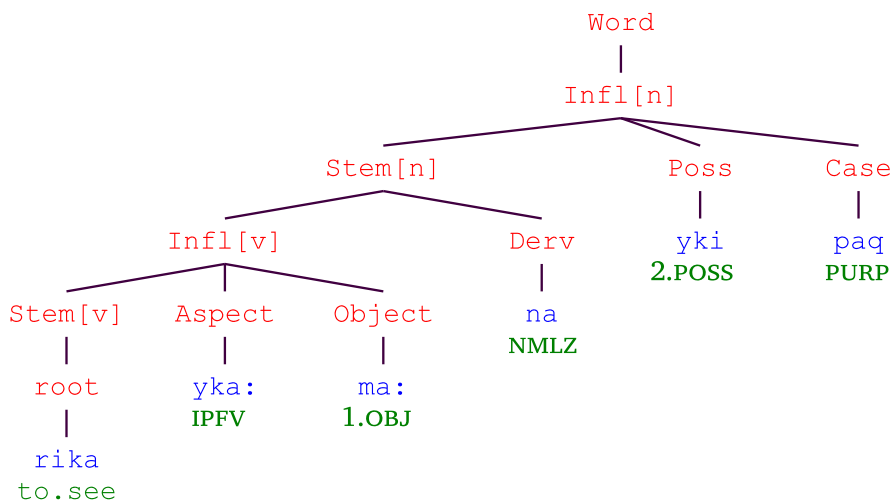 Word
Infl[n]
Stem[n] Poss Case
Infl[v] Derv yki paq
2.POSS PURP
Stem[v] Aspect Object na
NMLZ
root yka: ma:
IPFV 1.OBJ
rika
to.see